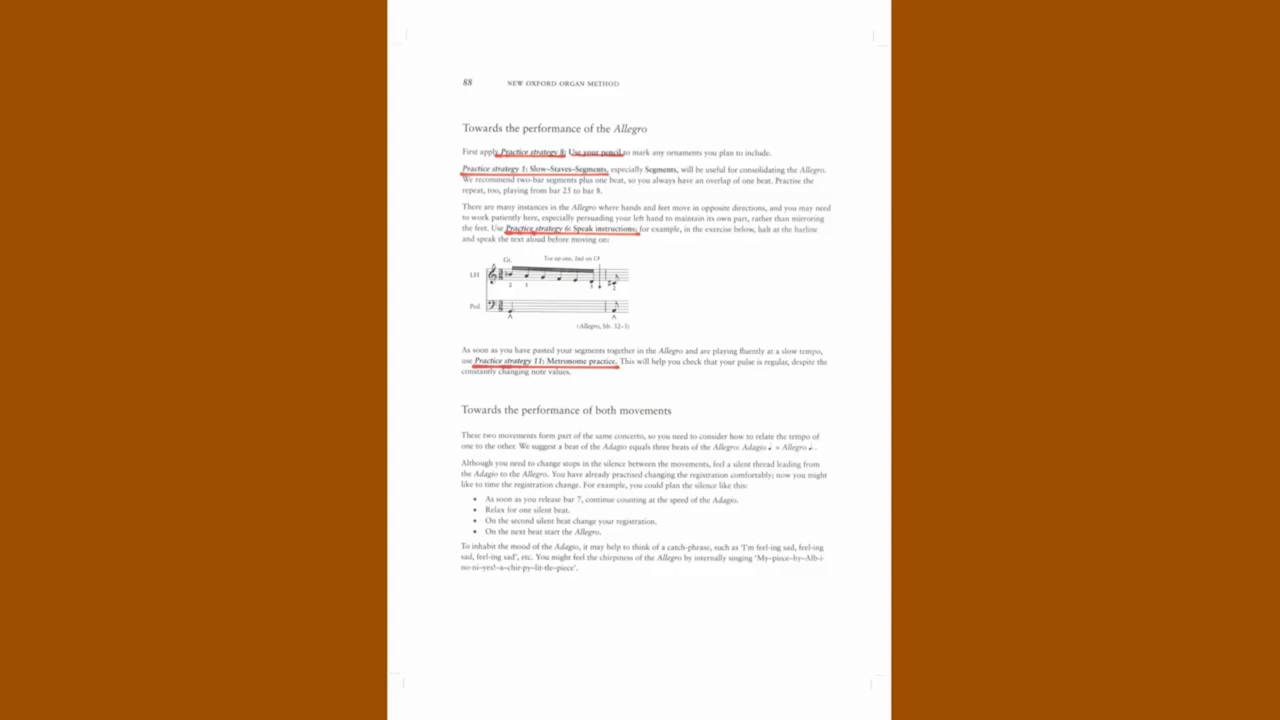 88 NEW OXFORD ORGAN METHOD
Towards the performance of the Allegro
First apply Practice strategy 8: Use your pencil to mark any ornaments you plan to include.
Practice strategy 1: Slow–Staves–Segments, especially Segments, will be useful for consolidating the Allegro.
We recommend two-bar segments plus one beat, so you always have an overlap of one beat. Practise the
repeat, too, playing from bar 25 to bar 8.
There are many instances in the Allegro where hands and feet move in opposite directions, and you may need
to work patiently here, especially persuading your left hand to maintain its own part, rather than mirroring
the feet. Use Practice strategy 6: Speak instructions; for example, in the exercise below, halt at the barline
and speak the text aloud before moving on:
Gt. Toe up one, 2nd on C♯
LH
2 1 2
Ped.
(Allegro, bb. 32–3)
As soon as you have pasted your segments together in the Allegro and are playing fluently at a slow tempo,
use Practice strategy 11: Metronome practice. This will help you check that your pulse is regular, despite the
constantly changing note values.
Towards the performance of both movements
These two movements form part of the same concerto, so you need to consider how to relate the tempo of
one to the other. We suggest a beat of the Adagio equals three beats of the Allegro: Adagio ♩ = Allegro 𝅗𝅥.
Although you need to change stops in the silence between the movements, feel a silent thread leading from
the Adagio to the Allegro. You have already practised changing the registration comfortably; now you might
like to time the registration change. For example, you could plan the silence like this:
• As soon as you release bar 7, continue counting at the speed of the Adagio.
• Relax for one silent beat.
• On the second silent beat change your registration.
• On the next beat start the Allegro.
To inhabit the mood of the Adagio, it may help to think of a catch-phrase, such as 'I'm feel-ing sad, feel-ing
sad, feel-ing sad', etc. You might feel the chirpiness of the Allegro by internally singing 'My–piece–by–Alb-i-
no-ni–yes!–a–chir-py–lit-tle–piece'.